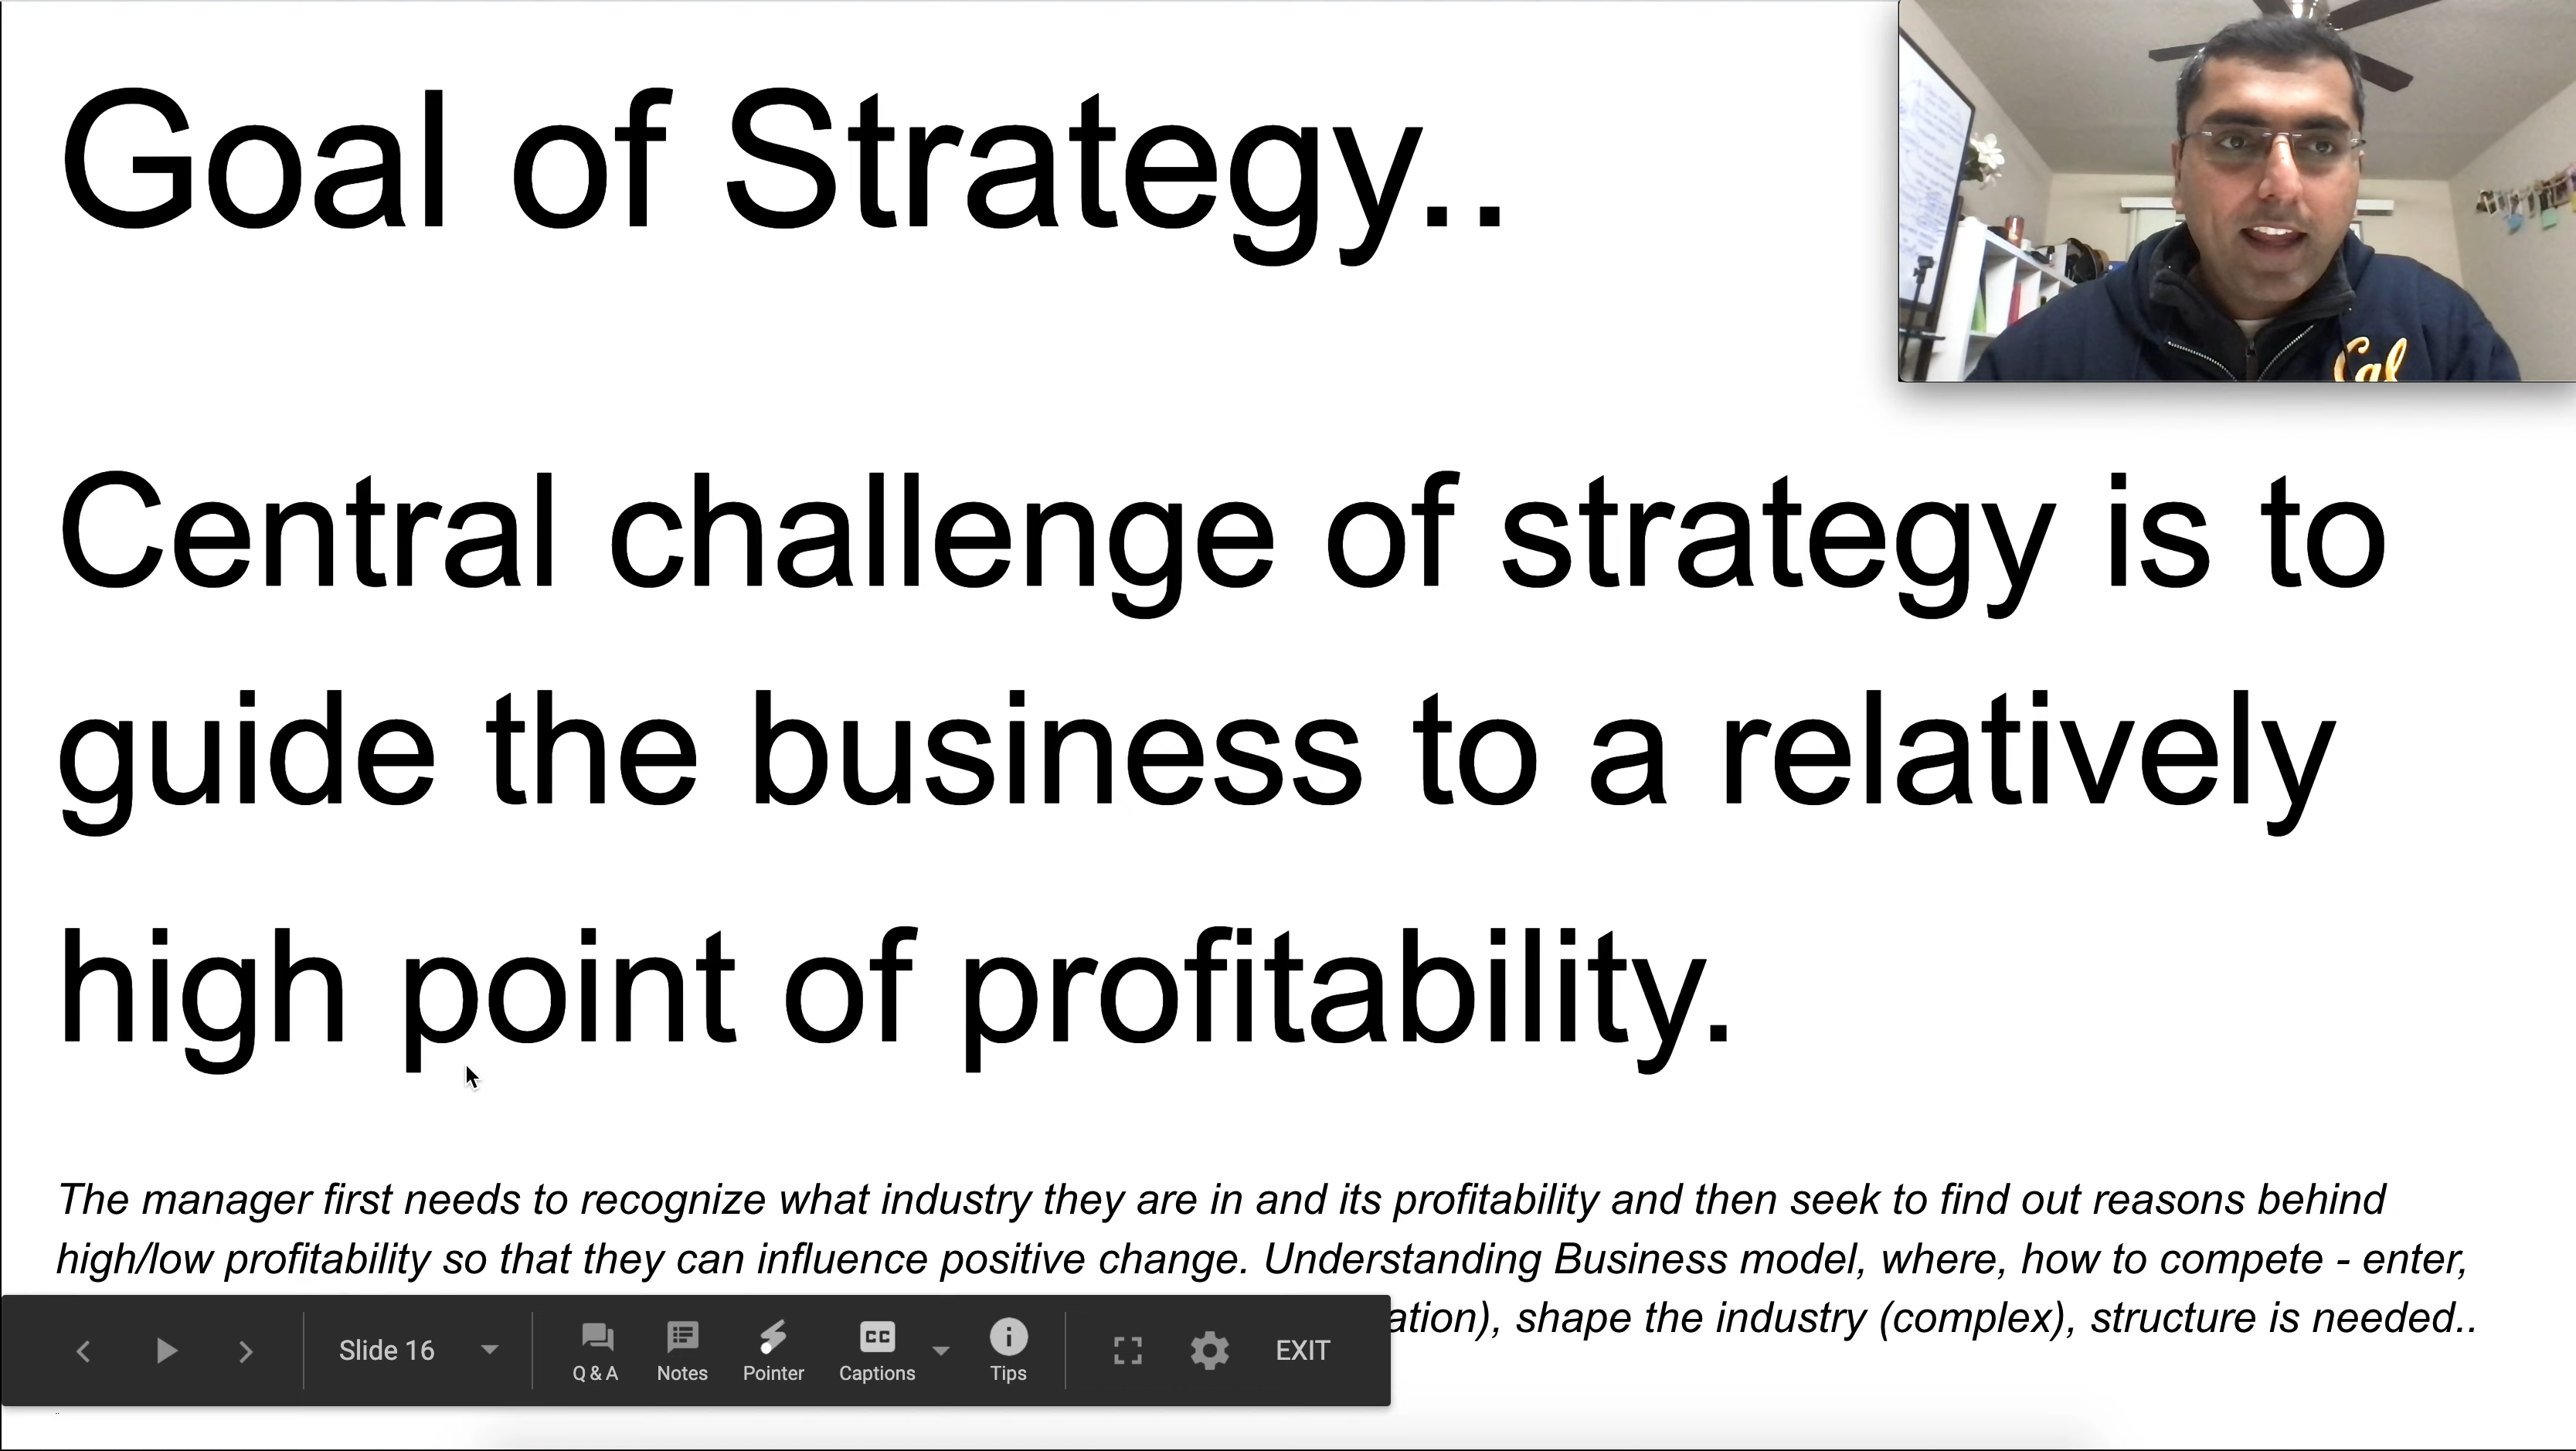 Goal of Strategy..
Cal
Central challenge of strategy is to
guide the business to a relatively
high point of profitability.
The manager first needs to recognize what industry they are in and its profitability and then seek to find out reasons behind
high/low profitability so that they can influence positive change. Understanding Business model, where, how to compete - enter,
ation), shape the industry (complex), structure is needed..
Slide 16
Q & A
Notes
Pointer
CC
Captions
Tips
EXIT